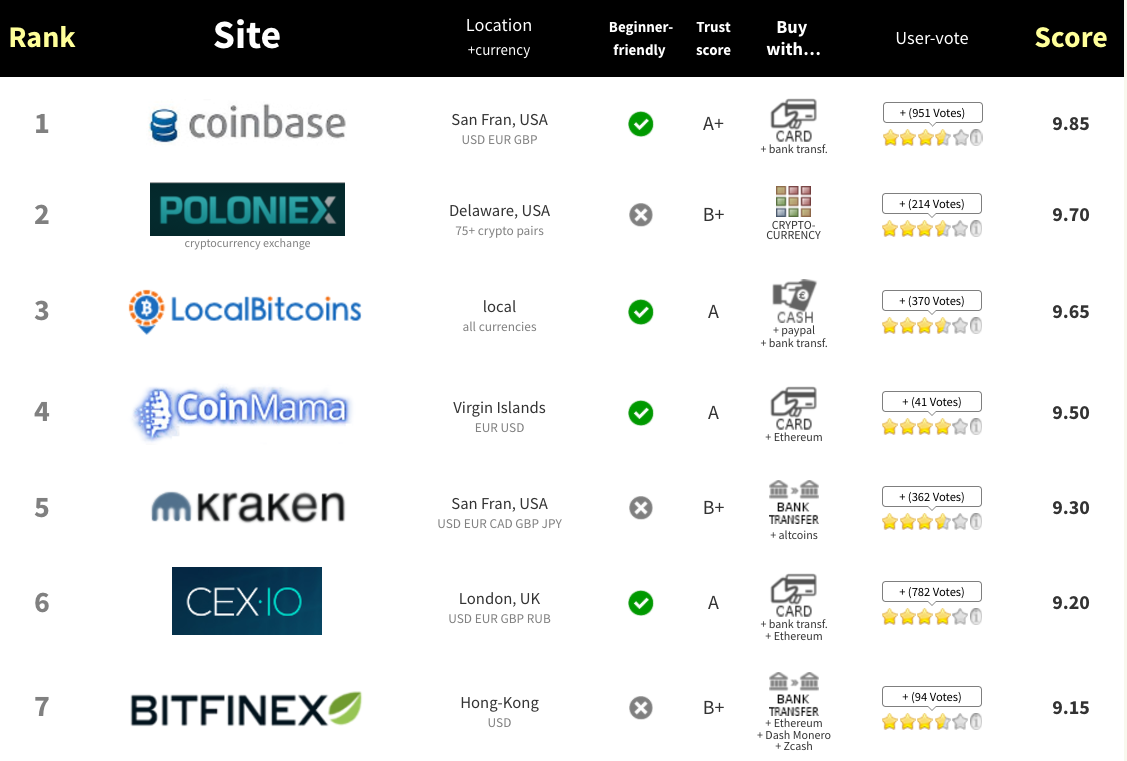 Rank
Site
Location
+currency
Beginner-
friendly
Trust
score
Buy
with...
User-vote
Score
1
coinbase
San Fran, USA
USD EUR GBP
A+
CARD
+ bank transf.
+ (951 Votes)
9.85
2
POLONIEX
cryptocurrency exchange
Delaware, USA
75+ crypto pairs
B+
CRYPTO-
CURRENCY
+ (214 Votes)
9.70
3
LocalBitcoins
local
all currencies
A
CASH
+ paypal
+ bank transf.
+ (370 Votes)
9.65
4
CoinMama
Virgin Islands
EUR USD
A
CARD
+ Ethereum
+ (41 Votes)
9.50
5
kraken
San Fran, USA
USD EUR CAD GBP JPY
B+
BANK
TRANSFER
+ altcoins
+ (362 Votes)
9.30
6
CEX.IO
London, UK
USD EUR GBP RUB
A
CARD
+ bank transf.
+ Ethereum
+ (782 Votes)
9.20
7
BITFINEX
Hong-Kong
USD
B+
BANK
TRANSFER
+ Ethereum
+ Dash Monero
+ Zcash
+ (94 Votes)
9.15